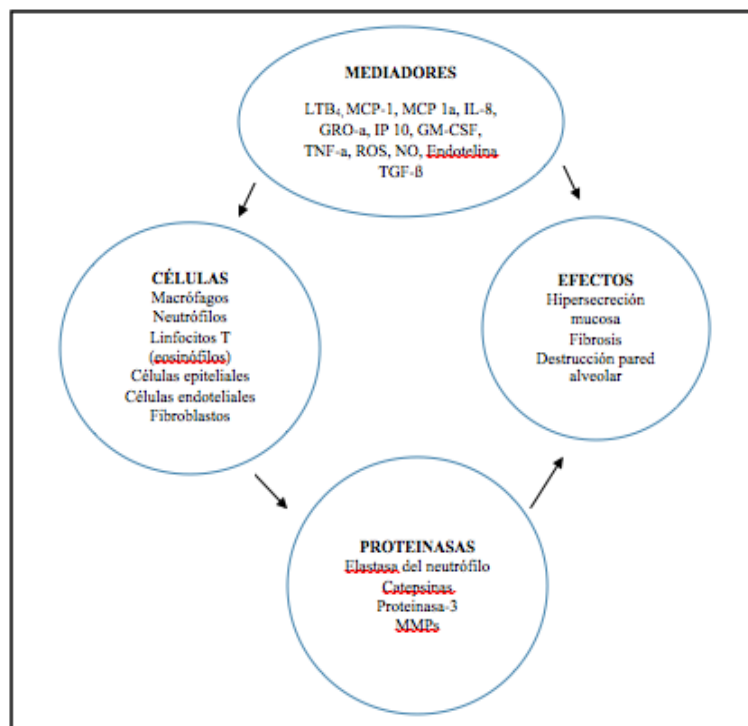 MEDIADORES
LTB₄, MCP-1, MCP 1a, IL-8,
GRO-a, IP 10, GM-CSF,
TNF-a, ROS, NO, Endotelina
TGF-ß
CÉLULAS
Macrófagos
Neutrófilos
Linfocitos T
(eosinófilos)
Células epiteliales
Células endoteliales
Fibroblastos
EFECTOS
Hipersecreción
mucosa
Fibrosis
Destrucción pared
alveolar
PROTEINASAS
Elastasa del neutrófilo
Catepsinas
Proteinasa-3
MMPs